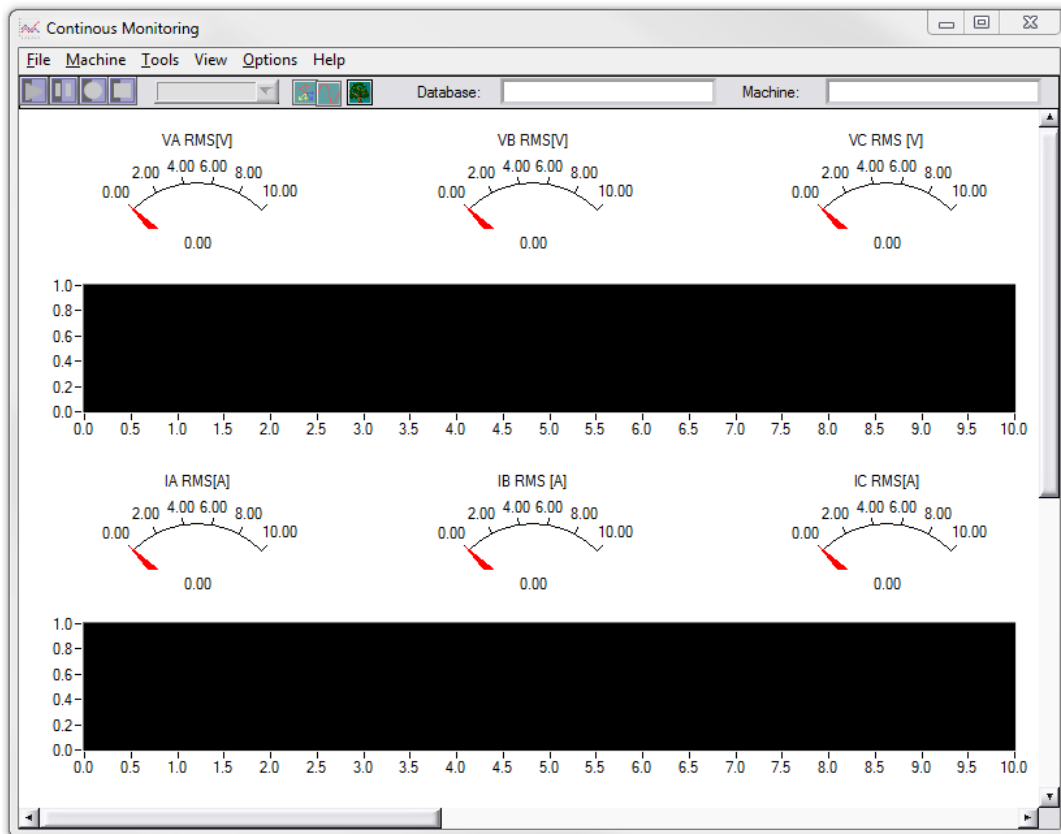 Continous Monitoring
File Machine Tools View Options Help
Database: Machine:
VA RMS[V] VB RMS[V] VC RMS [V]
0.00 2.00 4.00 6.00 8.00 10.00 0.00 2.00 4.00 6.00 8.00 10.00 0.00 2.00 4.00 6.00 8.00 10.00
0.00 0.00 0.00
1.0
0.8
0.6
0.4
0.2
0.0
0.0 0.5 1.0 1.5 2.0 2.5 3.0 3.5 4.0 4.5 5.0 5.5 6.0 6.5 7.0 7.5 8.0 8.5 9.0 9.5 10.0
IA RMS[A] IB RMS [A] IC RMS[A]
0.00 2.00 4.00 6.00 8.00 10.00 0.00 2.00 4.00 6.00 8.00 10.00 0.00 2.00 4.00 6.00 8.00 10.00
0.00 0.00 0.00
1.0
0.8
0.6
0.4
0.2
0.0
0.0 0.5 1.0 1.5 2.0 2.5 3.0 3.5 4.0 4.5 5.0 5.5 6.0 6.5 7.0 7.5 8.0 8.5 9.0 9.5 10.0